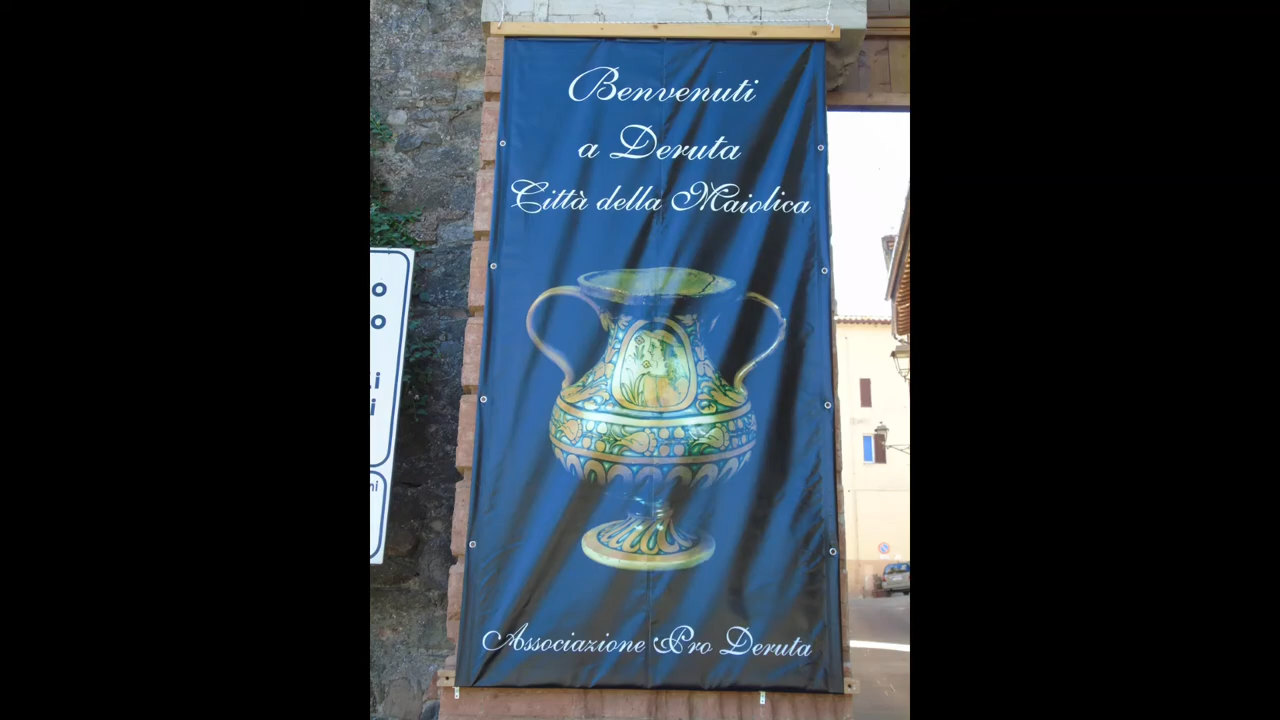 Benvenuti
a Deruta
Città della Maiolica
Associazione Pro Deruta